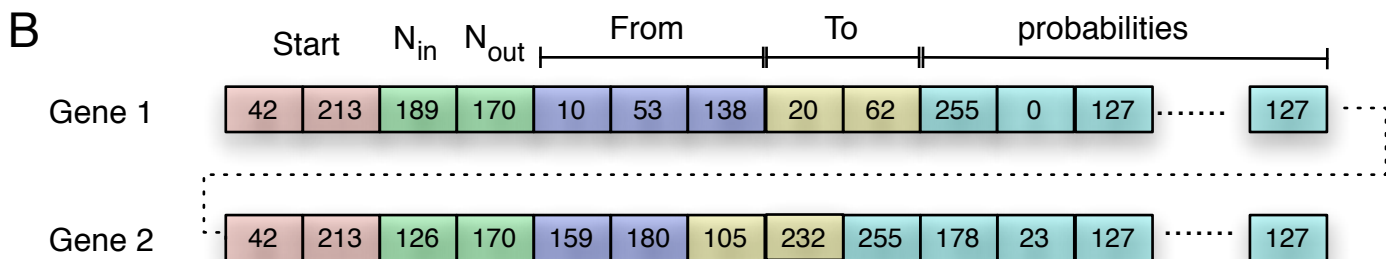 B
Start N_in N_out From To probabilities
Gene 1 42 213 189 170 10 53 138 20 62 255 0 127 ....... 127
Gene 2 42 213 126 170 159 180 105 232 255 178 23 127 ....... 127